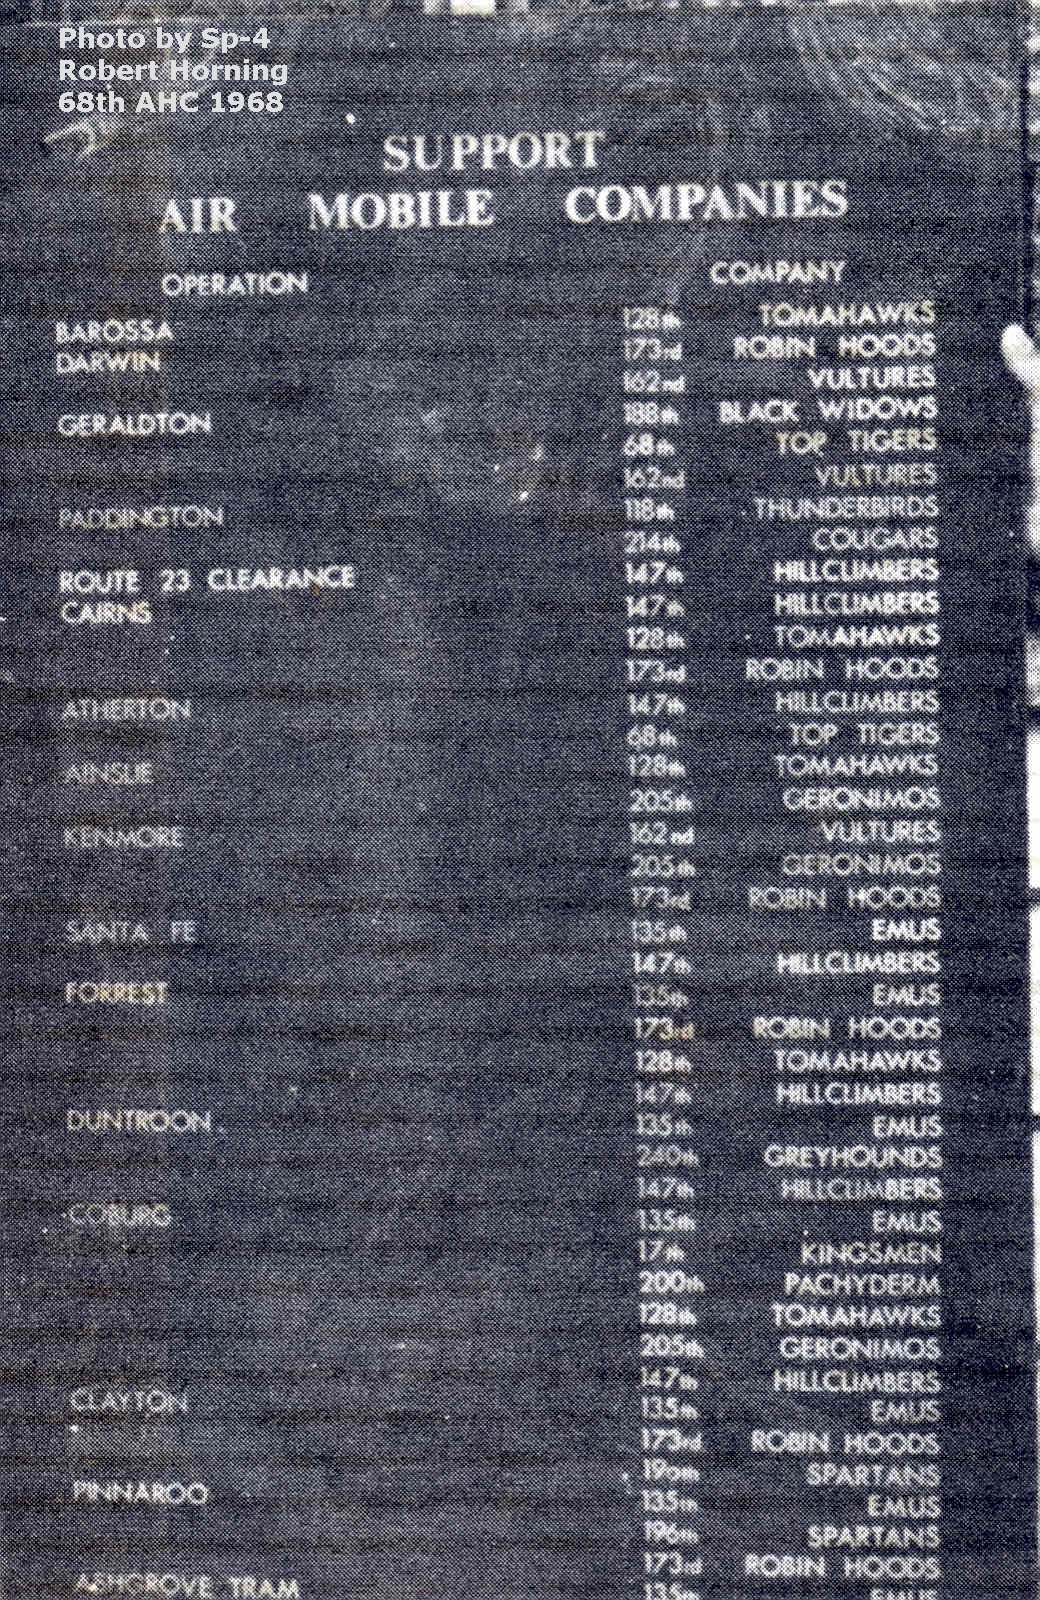 Photo by Sp-4
Robert Horning
68th AHC 1968
SUPPORT
AIR MOBILE COMPANIES
OPERATION COMPANY
BAROSSA 128th TOMAHAWKS
DARWIN 173rd ROBIN HOODS
162nd VULTURES
GERALDTON 188th BLACK WIDOWS
68th TOP TIGERS
162nd VULTURES
PADDINGTON 118th THUNDERBIRDS
214th COUGARS
ROUTE 23 CLEARANCE 147th HILLCLIMBERS
CAIRNS 147th HILLCLIMBERS
128th TOMAHAWKS
173rd ROBIN HOODS
ATHERTON 147th HILLCLIMBERS
68th TOP TIGERS
AINSLIE 128th TOMAHAWKS
205th GERONIMOS
KENMORE 162nd VULTURES
205th GERONIMOS
173rd ROBIN HOODS
SANTA FE 135th EMUS
147th HILLCLIMBERS
FORREST 135th EMUS
173rd ROBIN HOODS
128th TOMAHAWKS
147th HILLCLIMBERS
DUNTROON 135th EMUS
240th GREYHOUNDS
147th HILLCLIMBERS
COBURG 135th EMUS
17th KINGSMEN
200th PACHYDERM
128th TOMAHAWKS
205th GERONIMOS
147th HILLCLIMBERS
CLAYTON 135th EMUS
173rd ROBIN HOODS
190th SPARTANS
PINNAROO 135th EMUS
196th SPARTANS
173rd ROBIN HOODS
ASHGROVE TRAM 135th EMUS